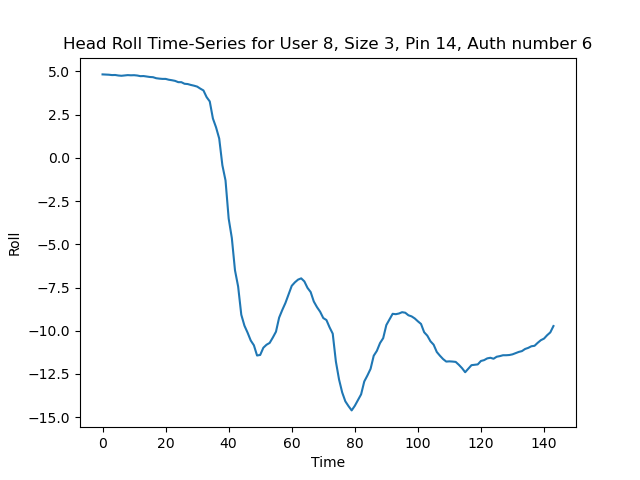 Head Roll Time-Series for User 8, Size 3, Pin 14, Auth number 6
5.0
2.5
0.0
−2.5
−5.0
−7.5
−10.0
−12.5
−15.0
Roll
0 20 40 60 80 100 120 140
Time